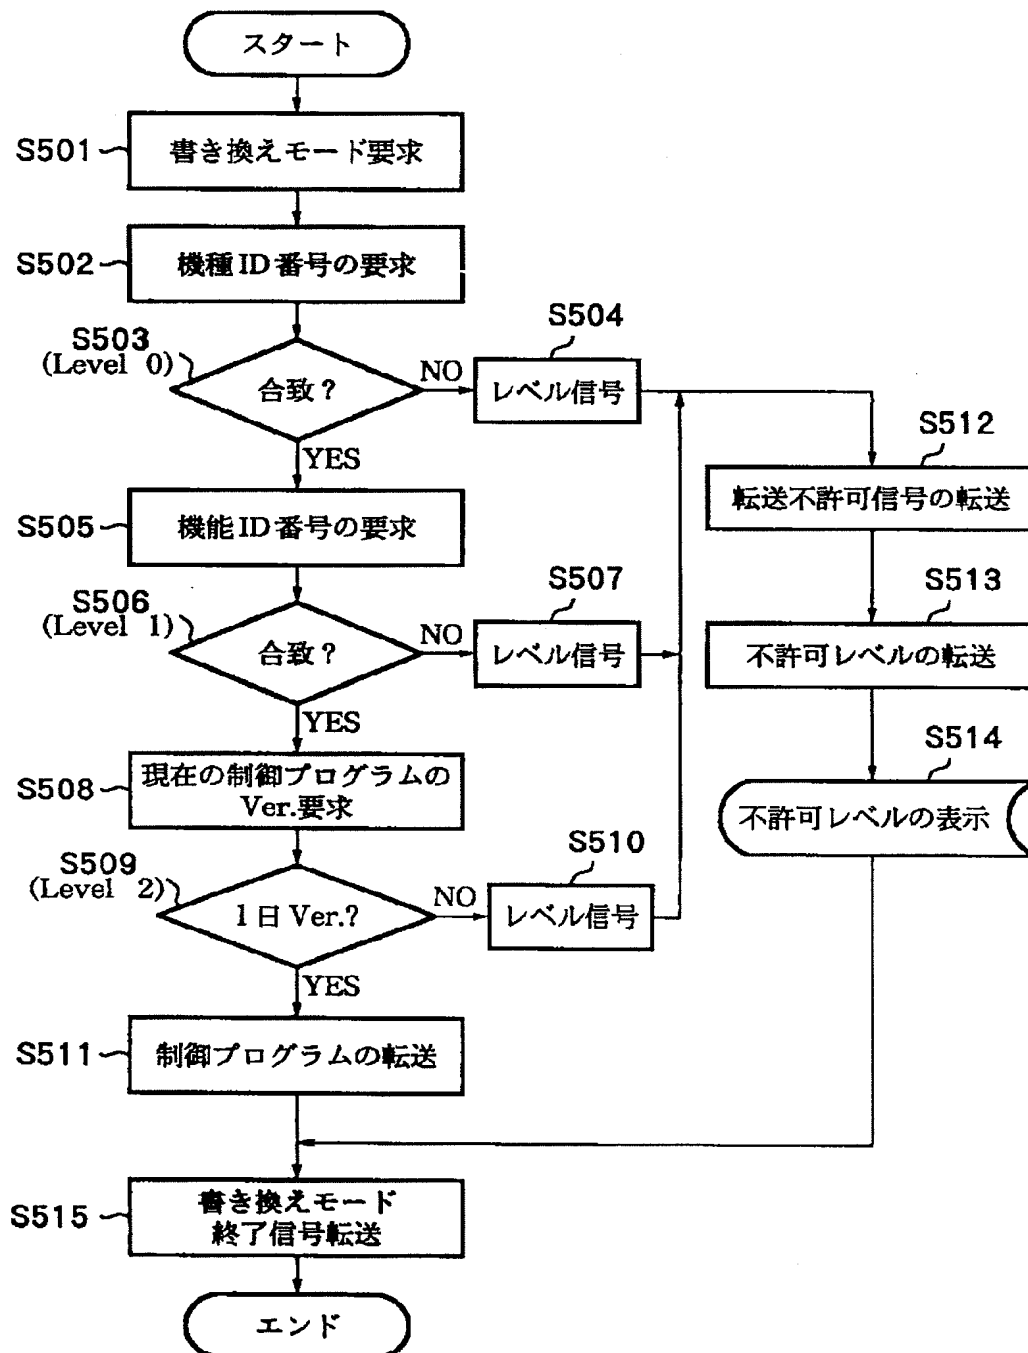 スタート
S501
書き換えモード要求
S502
機種ID番号の要求
S503
(Level 0)
合致？
NO
S504
レベル信号
YES
S505
機能ID番号の要求
S506
(Level 1)
合致？
NO
S507
レベル信号
YES
S508
現在の制御プログラムの
Ver.要求
S509
(Level 2)
1日 Ver.?
NO
S510
レベル信号
YES
S511
制御プログラムの転送
S512
転送不許可信号の転送
S513
不許可レベルの転送
S514
不許可レベルの表示
S515
書き換えモード
終了信号転送
エンド